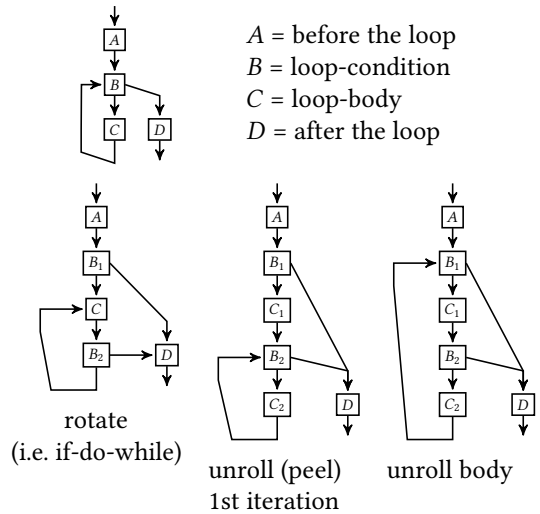 A
B
C
D
A = before the loop
B = loop-condition
C = loop-body
D = after the loop
A
B₁
C
B₂
D
rotate
(i.e. if-do-while)
A
B₁
C₁
B₂
C₂
D
unroll (peel)
1st iteration
A
B₁
C₁
B₂
C₂
D
unroll body